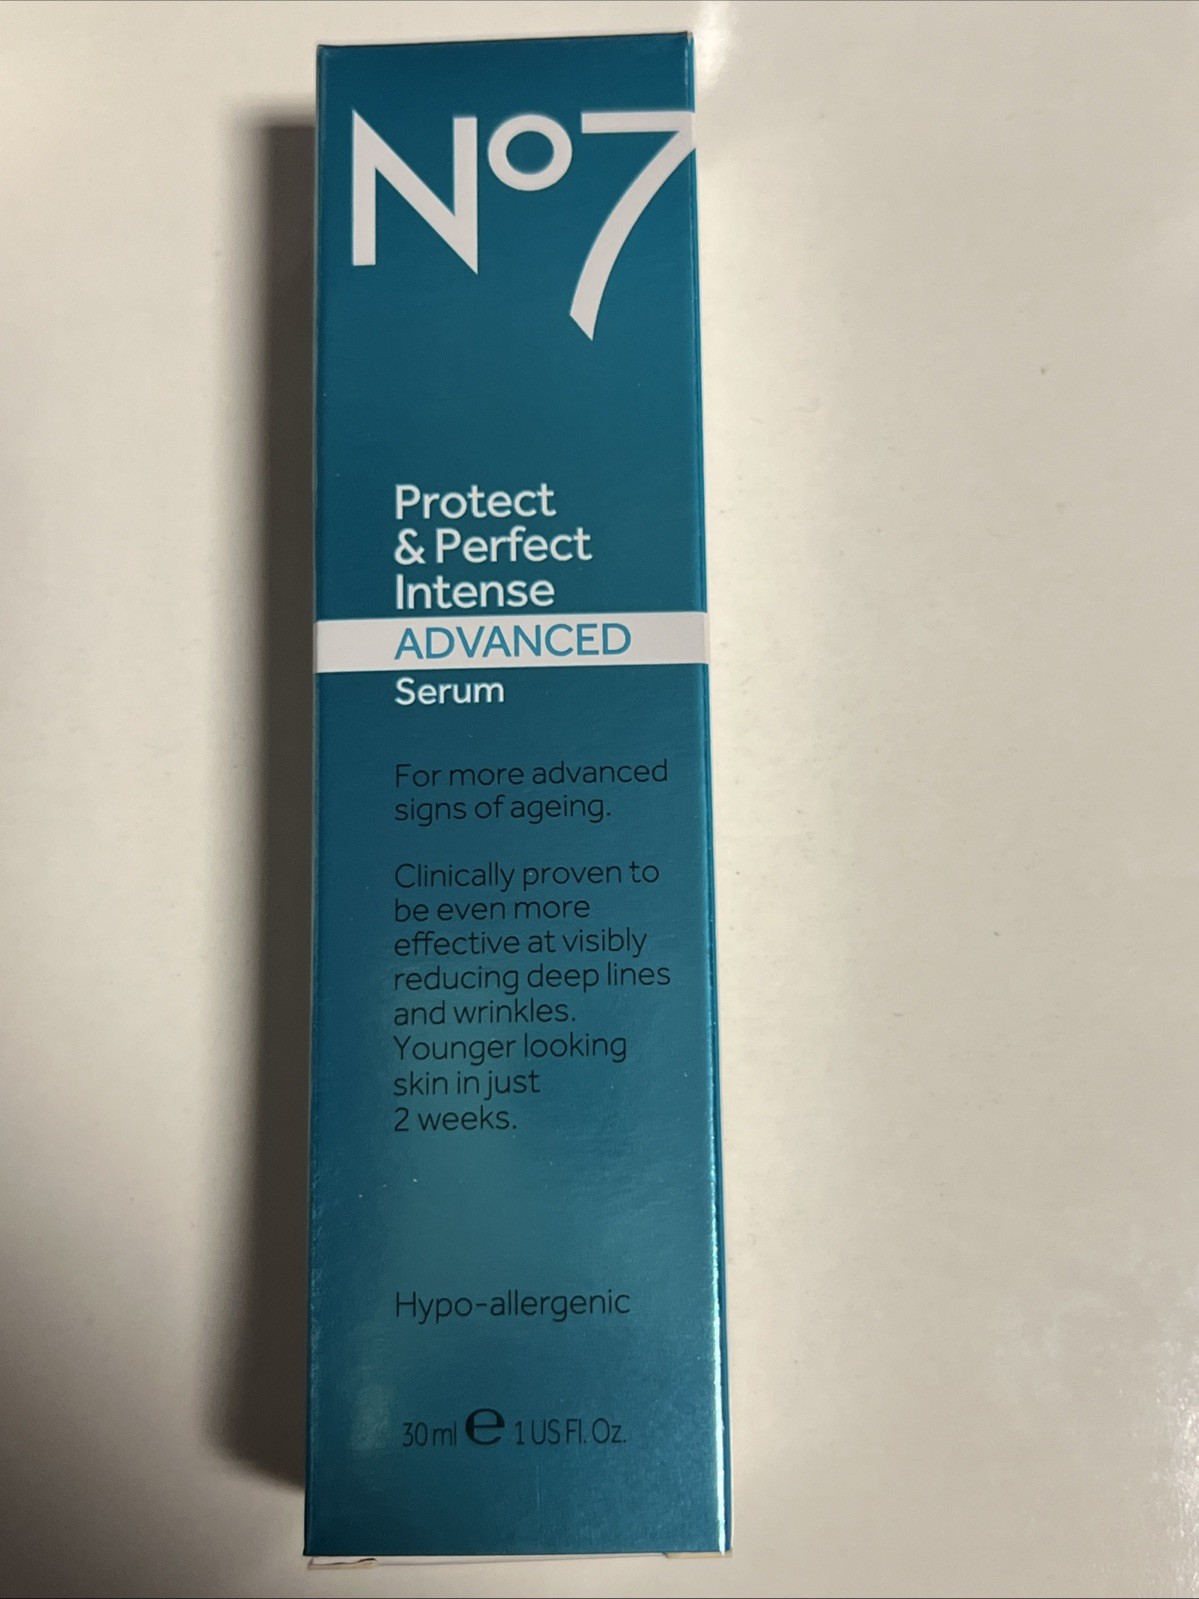 Nº7
Protect
& Perfect
Intense
ADVANCED
Serum
For more advanced
signs of ageing.
Clinically proven to
be even more
effective at visibly
reducing deep lines
and wrinkles.
Younger looking
skin in just
2 weeks.
Hypo-allergenic
30 ml ℮ 1 US Fl. Oz.